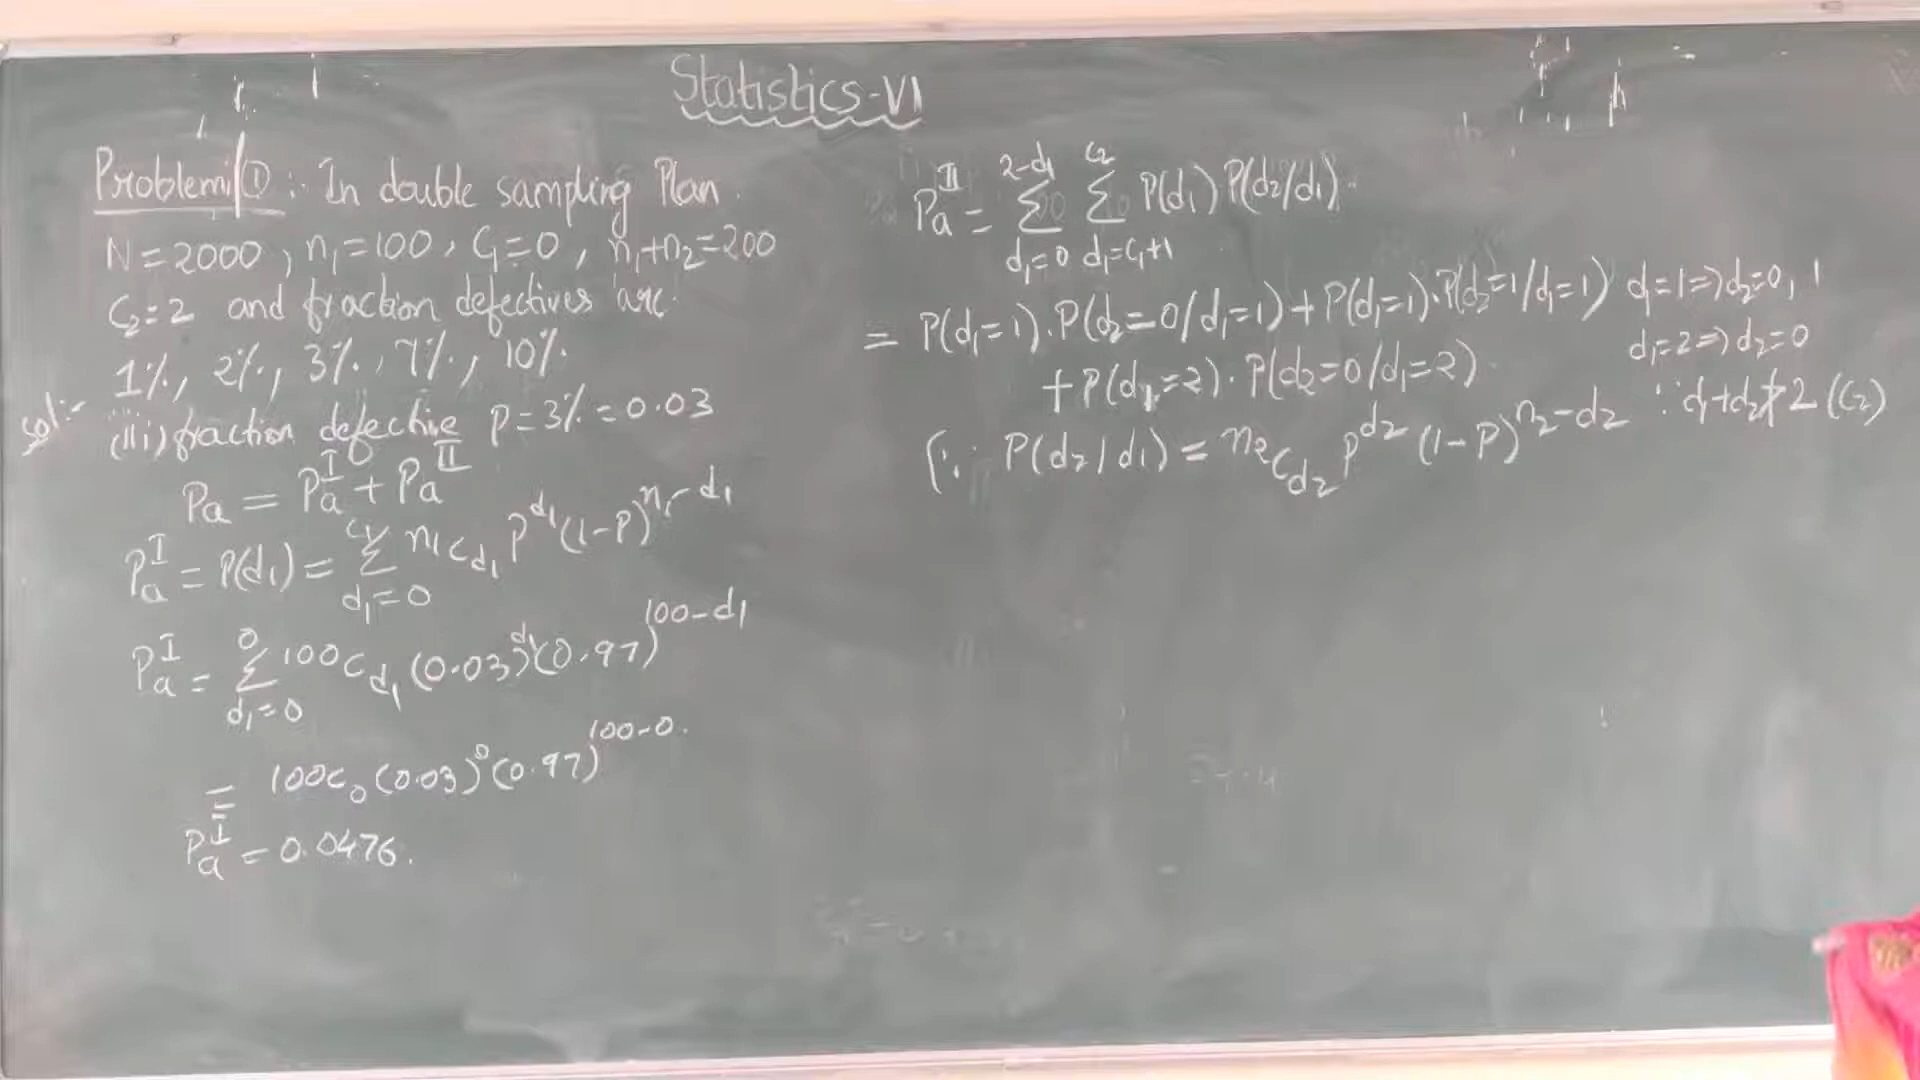 Statistics-VI
Problem:① :- In double sampling Plan.
N=2000, n₁=100, C₁=0, n₁+n₂=200
C₂=2 and fraction defectives are.
1%, 2%, 3%, 7%, 10%.
Sol:- (iii) fraction defective P=3%=0.03
Pa = Pa^I + Pa^II
Pa^I = P(d₁) = Σ_{d₁=0}^{C₁} n₁C_{d₁} P^{d₁} (1-P)^{n₁-d₁}
Pa^I = Σ_{d₁=0}^{0} 100C_{d₁} (0.03)^{d₁} (0.97)^{100-d₁}
= 100C₀ (0.03)^0 (0.97)^{100-0}.
Pa^I = 0.0476.
Pa^II = Σ_{d₁=0}^{2-d₁} Σ_{d₁=C₁+1}^{C₂} P(d₁) P(d₂/d₁).
= P(d₁=1).P(d₂=0/d₁=1)+P(d₁=1).P(d₂=1/d₁=1) d₁=1⇒d₂=0, 1
+P(d₁=2).P(d₂=0/d₁=2) d₁=2⇒d₂=0
∵ d₁+d₂≯2 (C₂)
(∵ P(d₂/d₁) = n₂C_{d₂} P^{d₂} (1-P)^{n₂-d₂}